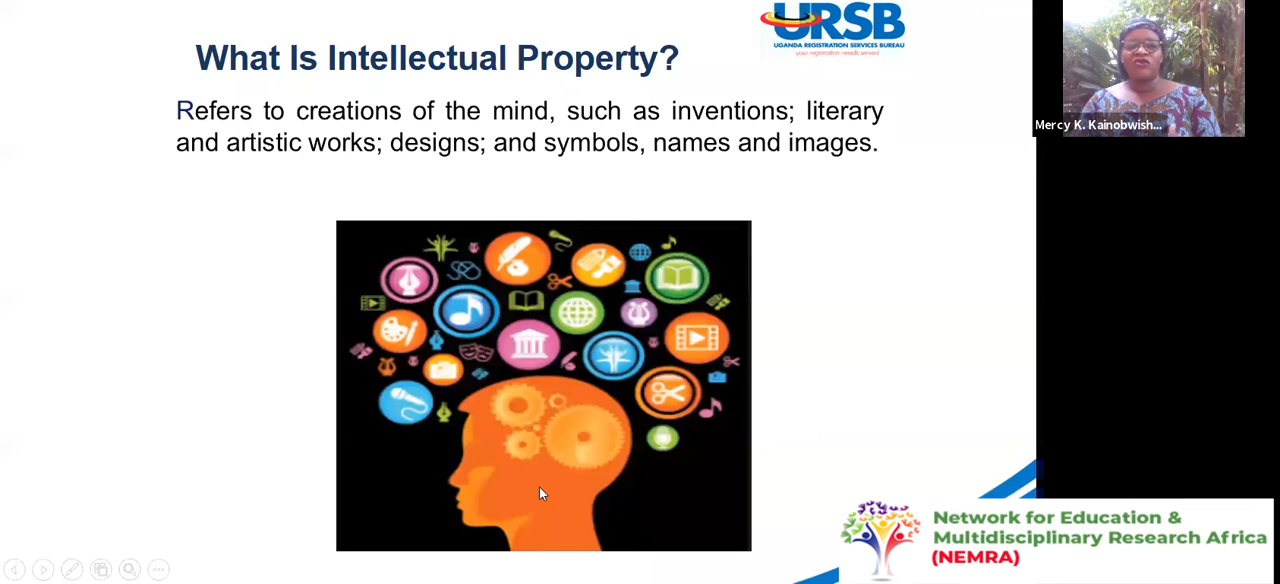 URSB
UGANDA REGISTRATION SERVICES BUREAU
your registration needs served
What Is Intellectual Property?
Refers to creations of the mind, such as inventions; literary
and artistic works; designs; and symbols, names and images.
Mercy K. Kainobwish...
Network for Education &
Multidisciplinary Research Africa
(NEMRA)